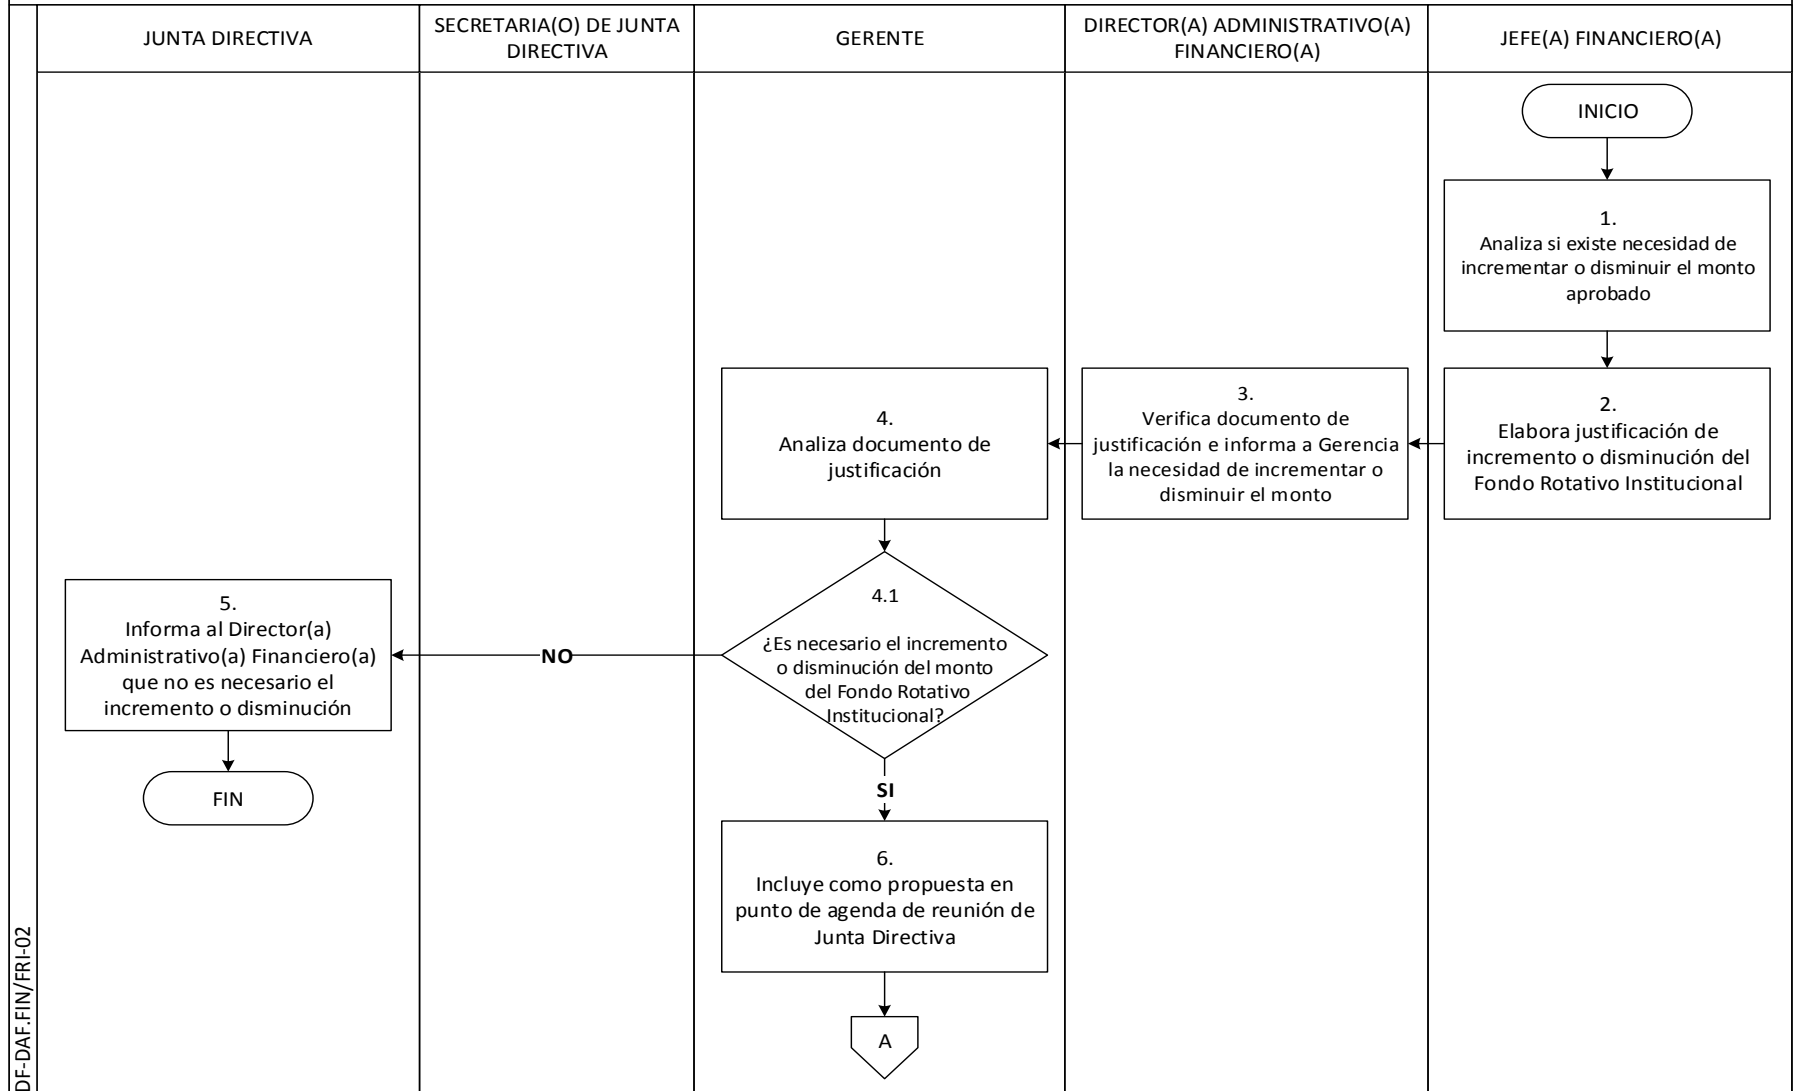 JUNTA DIRECTIVA
SECRETARIA(O) DE JUNTA
DIRECTIVA
GERENTE
DIRECTOR(A) ADMINISTRATIVO(A)
FINANCIERO(A)
JEFE(A) FINANCIERO(A)
INICIO
1.
Analiza si existe necesidad de
incrementar o disminuir el monto
aprobado
2.
Elabora justificación de
incremento o disminución del
Fondo Rotativo Institucional
3.
Verifica documento de
justificación e informa a Gerencia
la necesidad de incrementar o
disminuir el monto
4.
Analiza documento de
justificación
4.1
¿Es necesario el incremento
o disminución del monto
del Fondo Rotativo
Institucional?
NO
5.
Informa al Director(a)
Administrativo(a) Financiero(a)
que no es necesario el
incremento o disminución
FIN
SI
6.
Incluye como propuesta en
punto de agenda de reunión de
Junta Directiva
A
DF-DAF.FIN/FRI-02